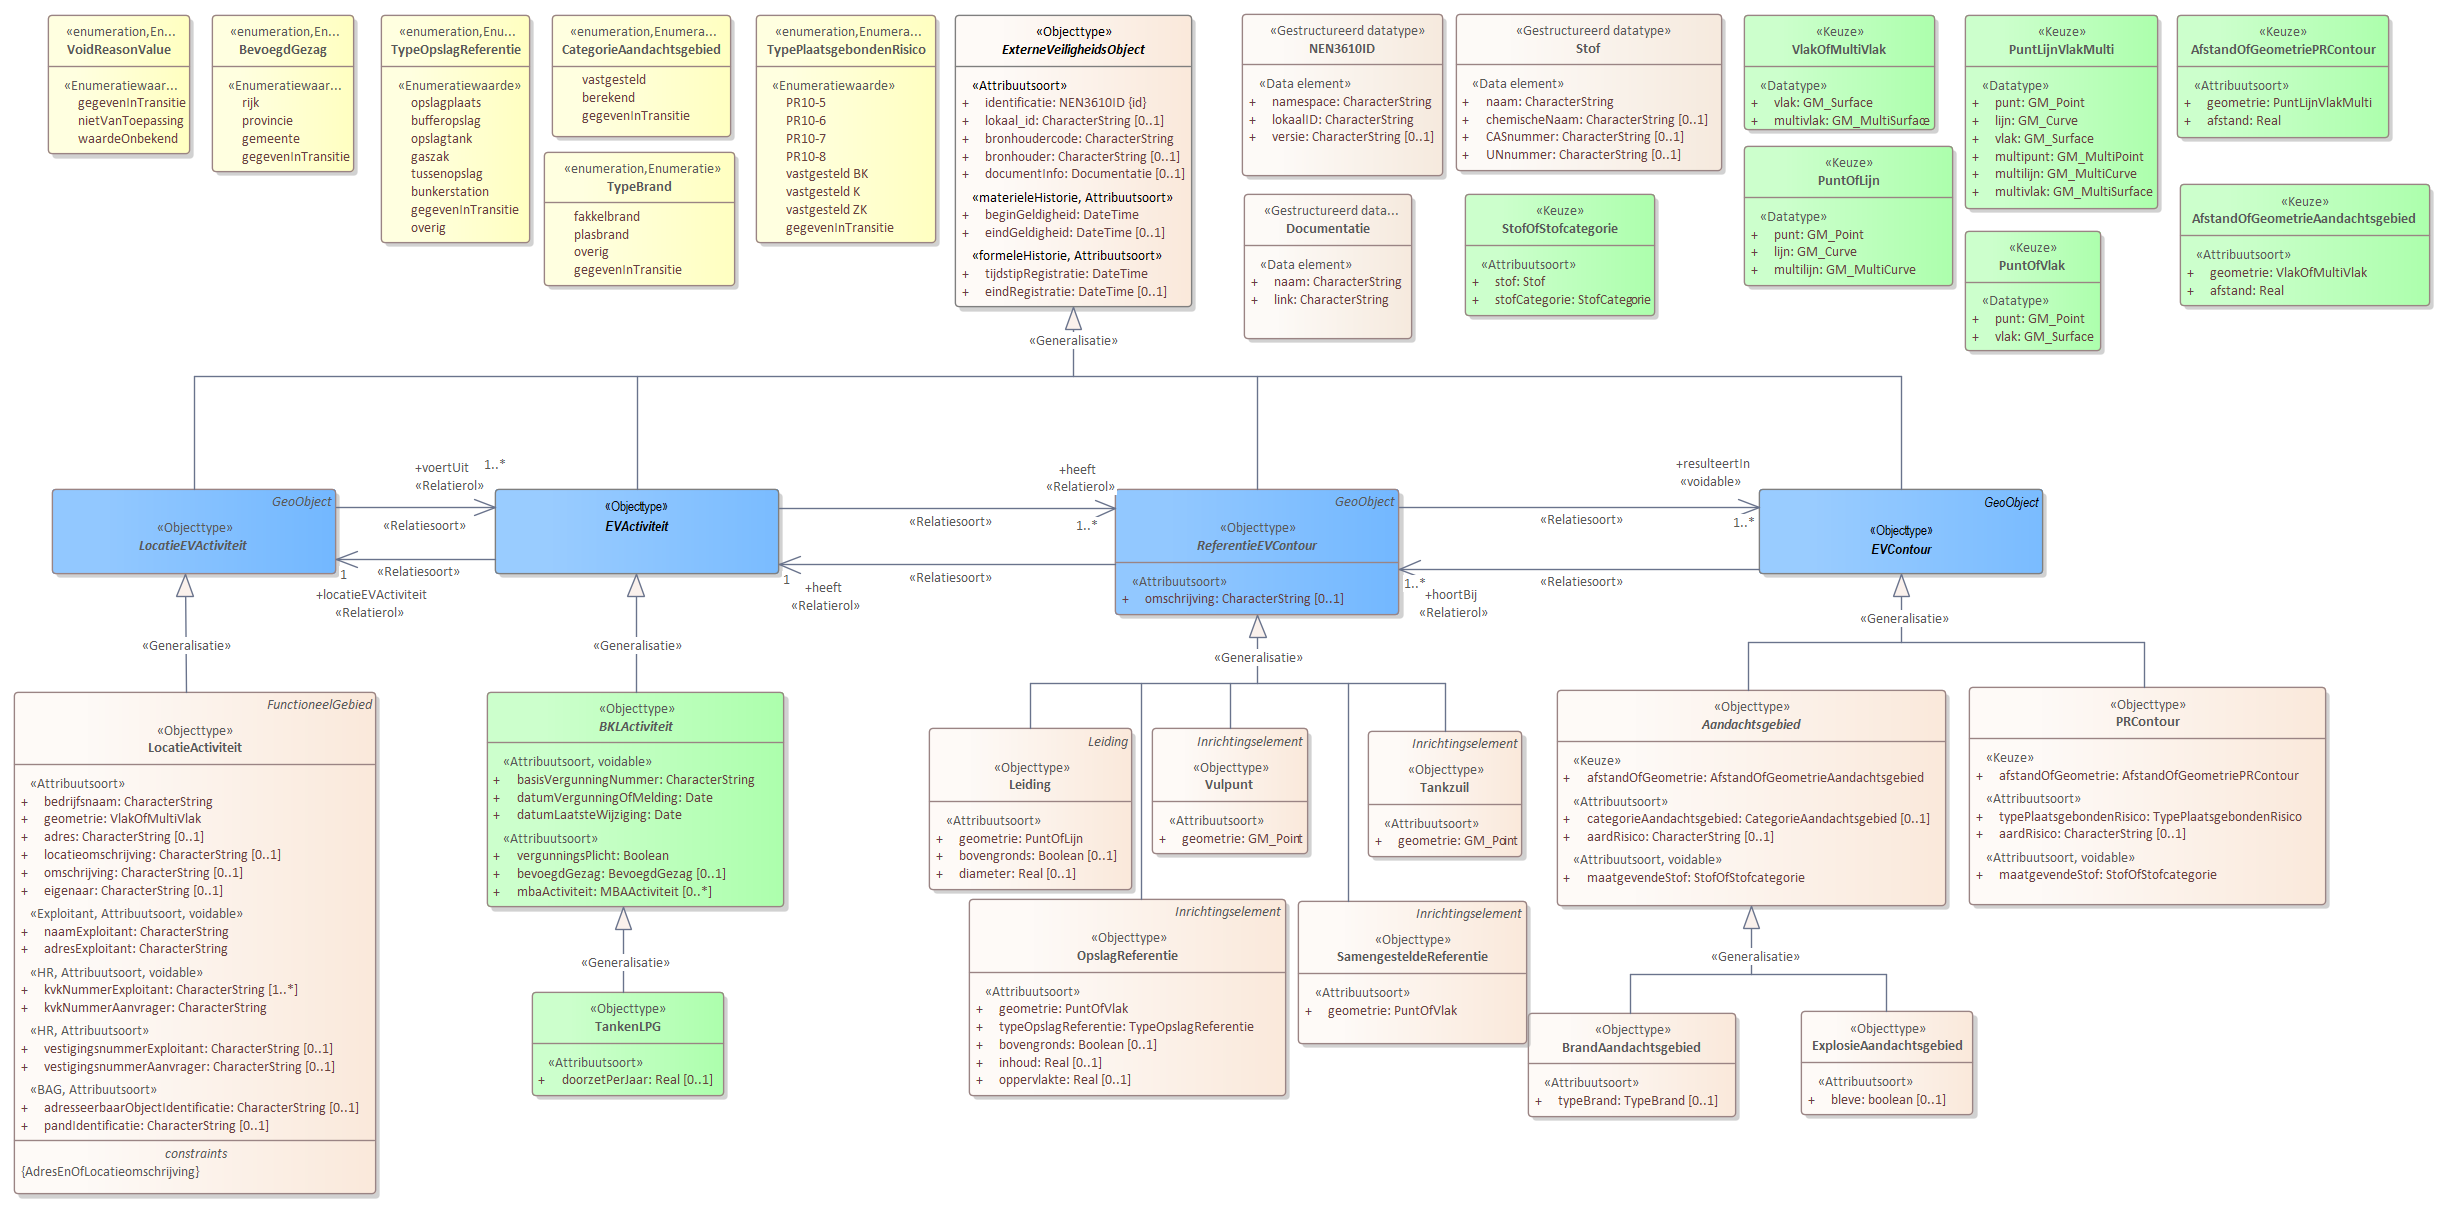 «enumeration,En...
VoidReasonValue
«Enumeratiewaar...
gegevenInTransitie
nietVanToepassing
waardeOnbekend
«enumeration,En...
BevoegdGezag
«Enumeratiewaar...
rijk
provincie
gemeente
gegevenInTransitie
«enumeration,Enu...
TypeOpslagReferentie
«Enumeratiewaarde»
opslagplaats
bufferopslag
opslagtank
gaszak
tussenopslag
bunkerstation
gegevenInTransitie
overig
«enumeration,Enumera...
CategorieAandachtsgebied
vastgesteld
berekend
gegevenInTransitie
«enumeration,Enumeratie»
TypeBrand
fakkelbrand
plasbrand
overig
gegevenInTransitie
«enumeration,Enumera...
TypePlaatsgebondenRisico
«Enumeratiewaarde»
PR10-5
PR10-6
PR10-7
PR10-8
vastgesteld BK
vastgesteld K
vastgesteld ZK
gegevenInTransitie
«Objecttype»
ExterneVeiligheidsObject
«Attribuutsoort»
+ identificatie: NEN3610ID {id}
+ lokaal_id: CharacterString [0..1]
+ bronhoudercode: CharacterString
+ bronhouder: CharacterString [0..1]
+ documentInfo: Documentatie [0..1]
«materieleHistorie, Attribuutsoort»
+ beginGeldigheid: DateTime
+ eindGeldigheid: DateTime [0..1]
«formeleHistorie, Attribuutsoort»
+ tijdstipRegistratie: DateTime
+ eindRegistratie: DateTime [0..1]
«Gestructureerd datatype»
NEN3610ID
«Data element»
+ namespace: CharacterString
+ lokaalID: CharacterString
+ versie: CharacterString [0..1]
«Gestructureerd datatype»
Stof
«Data element»
+ naam: CharacterString
+ chemischeNaam: CharacterString [0..1]
+ CASnummer: CharacterString [0..1]
+ UNnummer: CharacterString [0..1]
«Gestructureerd data...
Documentatie
«Data element»
+ naam: CharacterString
+ link: CharacterString
«Keuze»
StofOfStofcategorie
«Attribuutsoort»
+ stof: Stof
+ stofCategorie: StofCategorie
«Keuze»
VlakOfMultiVlak
«Datatype»
+ vlak: GM_Surface
+ multivlak: GM_MultiSurface
«Keuze»
PuntOfLijn
«Datatype»
+ punt: GM_Point
+ lijn: GM_Curve
+ multilijn: GM_MultiCurve
«Keuze»
PuntLijnVlakMulti
«Datatype»
+ punt: GM_Point
+ lijn: GM_Curve
+ vlak: GM_Surface
+ multipunt: GM_MultiPoint
+ multilijn: GM_MultiCurve
+ multivlak: GM_MultiSurface
«Keuze»
PuntOfVlak
«Datatype»
+ punt: GM_Point
+ vlak: GM_Surface
«Keuze»
AfstandOfGeometriePRContour
«Attribuutsoort»
+ geometrie: PuntLijnVlakMulti
+ afstand: Real
«Keuze»
AfstandOfGeometrieAandachtsgebied
«Attribuutsoort»
+ geometrie: VlakOfMultiVlak
+ afstand: Real
«Generalisatie»
GeoObject
«Objecttype»
LocatieEVActiviteit
+voertUit
«Relatierol»
1..*
«Relatiesoort»
1
«Relatiesoort»
+locatieEVActiviteit
«Relatierol»
«Objecttype»
EVActiviteit
+heeft
«Relatierol»
1..*
«Relatiesoort»
1
+heeft
«Relatierol»
«Relatiesoort»
GeoObject
«Objecttype»
ReferentieEVContour
«Attribuutsoort»
+ omschrijving: CharacterString [0..1]
+resulteertIn
«voidable»
1..*
«Relatiesoort»
1..*
+hoortBij
«Relatierol»
«Relatiesoort»
GeoObject
«Objecttype»
EVContour
«Generalisatie»
«Generalisatie»
«Generalisatie»
«Generalisatie»
FunctioneelGebied
«Objecttype»
LocatieActiviteit
«Attribuutsoort»
+ bedrijfsnaam: CharacterString
+ geometrie: VlakOfMultiVlak
+ adres: CharacterString [0..1]
+ locatieomschrijving: CharacterString [0..1]
+ omschrijving: CharacterString [0..1]
+ eigenaar: CharacterString [0..1]
«Exploitant, Attribuutsoort, voidable»
+ naamExploitant: CharacterString
+ adresExploitant: CharacterString
«HR, Attribuutsoort, voidable»
+ kvkNummerExploitant: CharacterString [1..*]
+ kvkNummerAanvrager: CharacterString
«HR, Attribuutsoort»
+ vestigingsnummerExploitant: CharacterString [0..1]
+ vestigingsnummerAanvrager: CharacterString [0..1]
«BAG, Attribuutsoort»
+ adresseerbaarObjectIdentificatie: CharacterString [0..1]
+ pandIdentificatie: CharacterString [0..1]
constraints
{AdresEnOfLocatieomschrijving}
«Objecttype»
BKLActiviteit
«Attribuutsoort, voidable»
+ basisVergunningNummer: CharacterString
+ datumVergunningOfMelding: Date
+ datumLaatsteWijziging: Date
«Attribuutsoort»
+ vergunningsPlicht: Boolean
+ bevoegdGezag: BevoegdGezag [0..1]
+ mbaActiviteit: MBAActiviteit [0..*]
«Generalisatie»
«Objecttype»
TankenLPG
«Attribuutsoort»
+ doorzetPerJaar: Real [0..1]
Leiding
«Objecttype»
Leiding
«Attribuutsoort»
+ geometrie: PuntOfLijn
+ bovengronds: Boolean [0..1]
+ diameter: Real [0..1]
Inrichtingselement
«Objecttype»
Vulpunt
«Attribuutsoort»
+ geometrie: GM_Point
Inrichtingselement
«Objecttype»
Tankzuil
«Attribuutsoort»
+ geometrie: GM_Point
Inrichtingselement
«Objecttype»
OpslagReferentie
«Attribuutsoort»
+ geometrie: PuntOfVlak
+ typeOpslagReferentie: TypeOpslagReferentie
+ bovengronds: Boolean [0..1]
+ inhoud: Real [0..1]
+ oppervlakte: Real [0..1]
Inrichtingselement
«Objecttype»
SamengesteldeReferentie
«Attribuutsoort»
+ geometrie: PuntOfVlak
«Objecttype»
Aandachtsgebied
«Keuze»
+ afstandOfGeometrie: AfstandOfGeometrieAandachtsgebied
«Attribuutsoort»
+ categorieAandachtsgebied: CategorieAandachtsgebied [0..1]
+ aardRisico: CharacterString [0..1]
«Attribuutsoort, voidable»
+ maatgevendeStof: StofOfStofcategorie
«Objecttype»
PRContour
«Keuze»
+ afstandOfGeometrie: AfstandOfGeometriePRContour
«Attribuutsoort»
+ typePlaatsgebondenRisico: TypePlaatsgebondenRisico
+ aardRisico: CharacterString [0..1]
«Attribuutsoort, voidable»
+ maatgevendeStof: StofOfStofcategorie
«Generalisatie»
«Objecttype»
BrandAandachtsgebied
«Attribuutsoort»
+ typeBrand: TypeBrand [0..1]
«Objecttype»
ExplosieAandachtsgebied
«Attribuutsoort»
+ bleve: boolean [0..1]